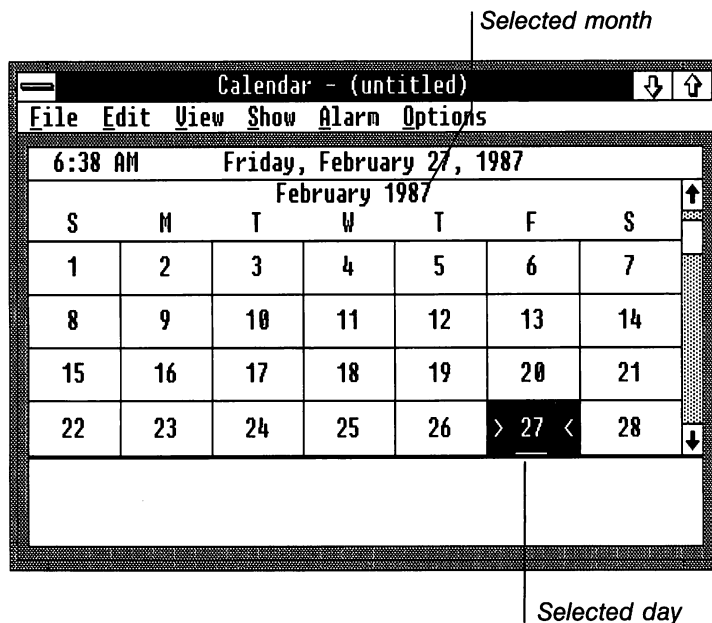 Selected month
Calendar - (untitled)
File Edit View Show Alarm Options
6:38 AM Friday, February 27, 1987
February 1987
S M T W T F S
1 2 3 4 5 6 7
8 9 10 11 12 13 14
15 16 17 18 19 20 21
22 23 24 25 26 > 27 < 28
Selected day